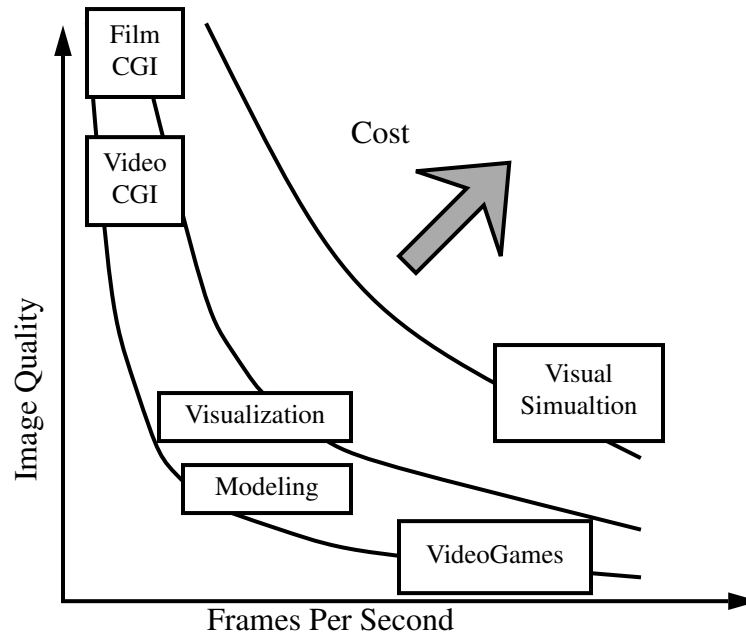 Film
CGI
Cost
Video
CGI
Image Quality
Visual
Simualtion
Visualization
Modeling
VideoGames
Frames Per Second